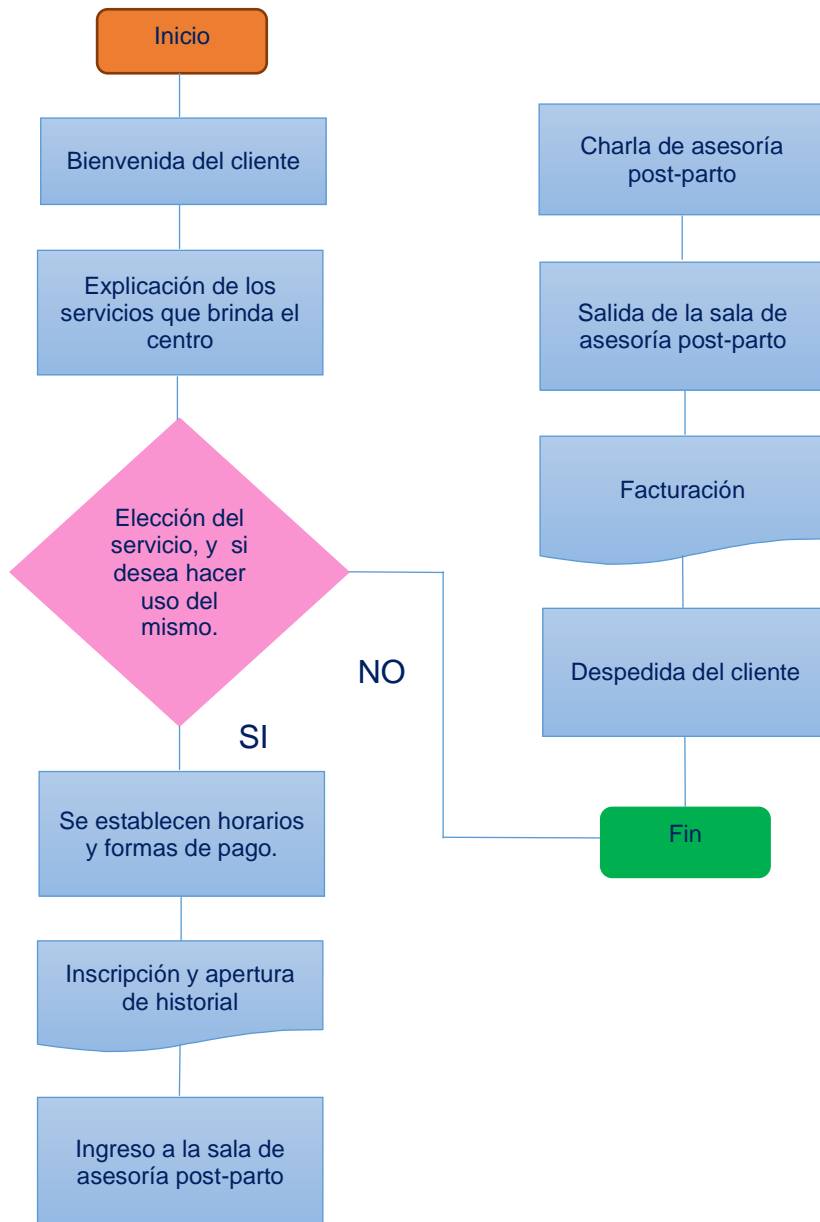 Inicio
Bienvenida del cliente
Explicación de los
servicios que brinda el
centro
Elección del
servicio, y  si
desea hacer
uso del
mismo.
NO
SI
Se establecen horarios
y formas de pago.
Inscripción y apertura
de historial
Ingreso a la sala de
asesoría post-parto
Charla de asesoría
post-parto
Salida de la sala de
asesoría post-parto
Facturación
Despedida del cliente
Fin